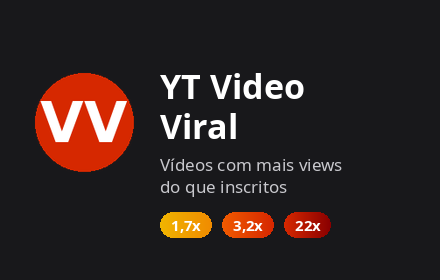 VV
YT Video
Viral
Vídeos com mais views
do que inscritos
1,7x 3,2x 22x